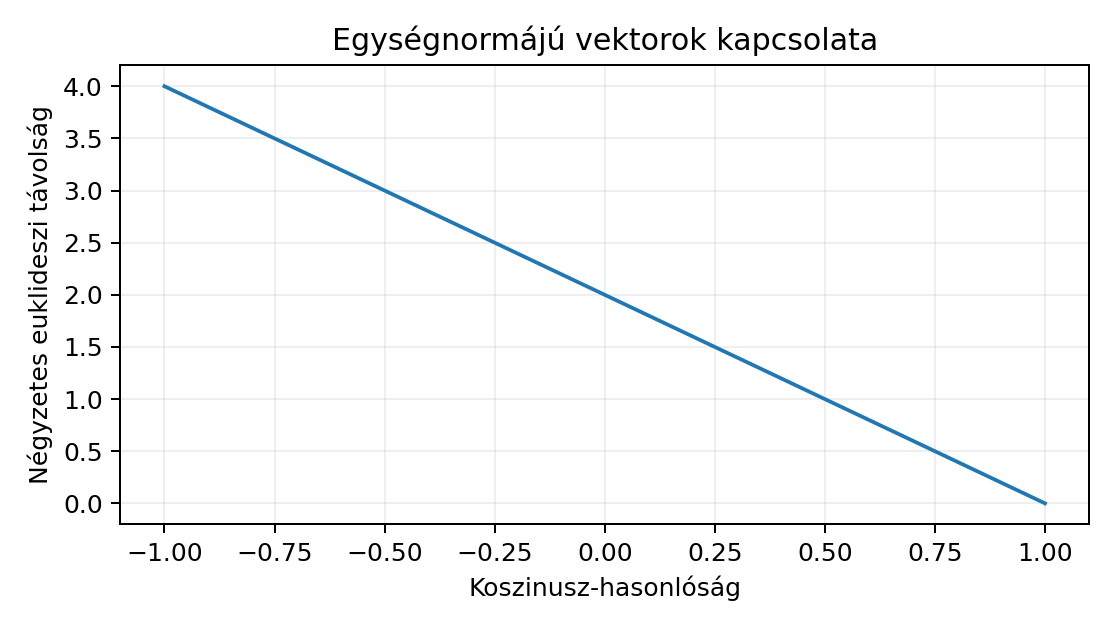 Egységnormájú vektorok kapcsolata
Négyzetes euklideszi távolság
4.0
3.5
3.0
2.5
2.0
1.5
1.0
0.5
0.0
−1.00 −0.75 −0.50 −0.25 0.00 0.25 0.50 0.75 1.00
Koszinusz-hasonlóság